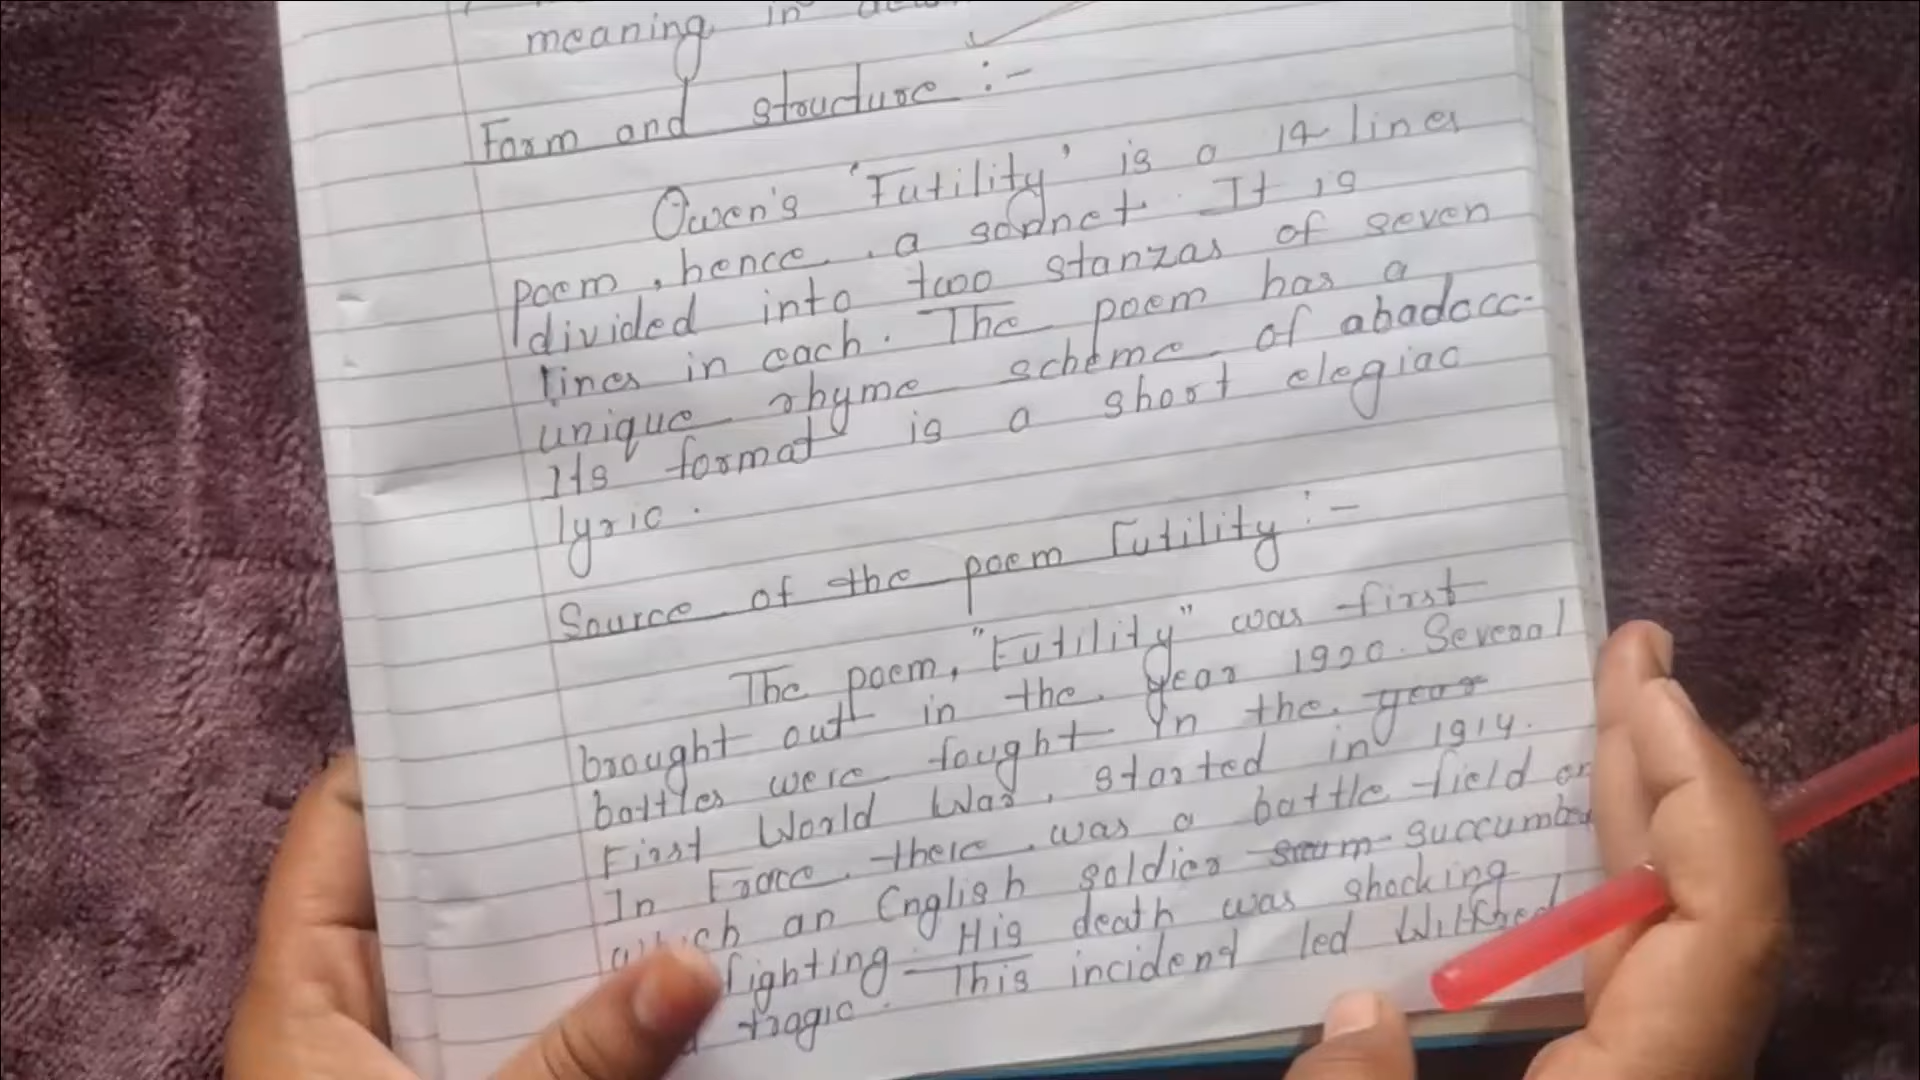 meaning in
Form and structure :-
Owen's 'Futility' is a 14 lines
poem, hence, a sonnet. It is
divided into two stanzas of seven
lines in each. The poem has a
unique rhyme scheme of abadccc.
Its format is a short elegiac
lyric.
Source of the poem Futility :-
The poem, "Futility" was first
brought out in the year 1920. Several
battles were fought in the year
First World War, started in 1914.
In France there was a battle field on
which an English soldier succumbed
fighting. His death was shocking
tragic. This incident led Wilfred